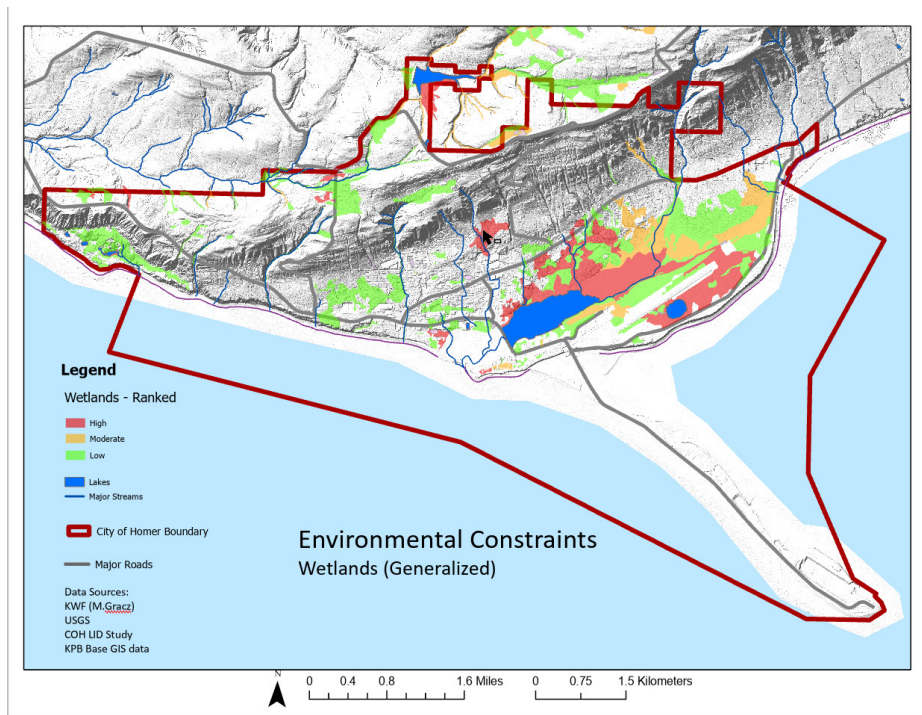 Legend
Wetlands - Ranked
High
Moderate
Low
Lakes
Major Streams
City of Homer Boundary
Major Roads
Data Sources:
KWF (M.Gracz)
USGS
COH LID Study
KPB Base GIS data
Environmental Constraints
Wetlands (Generalized)
N
0 0.4 0.8 1.6 Miles
0 0.75 1.5 Kilometers